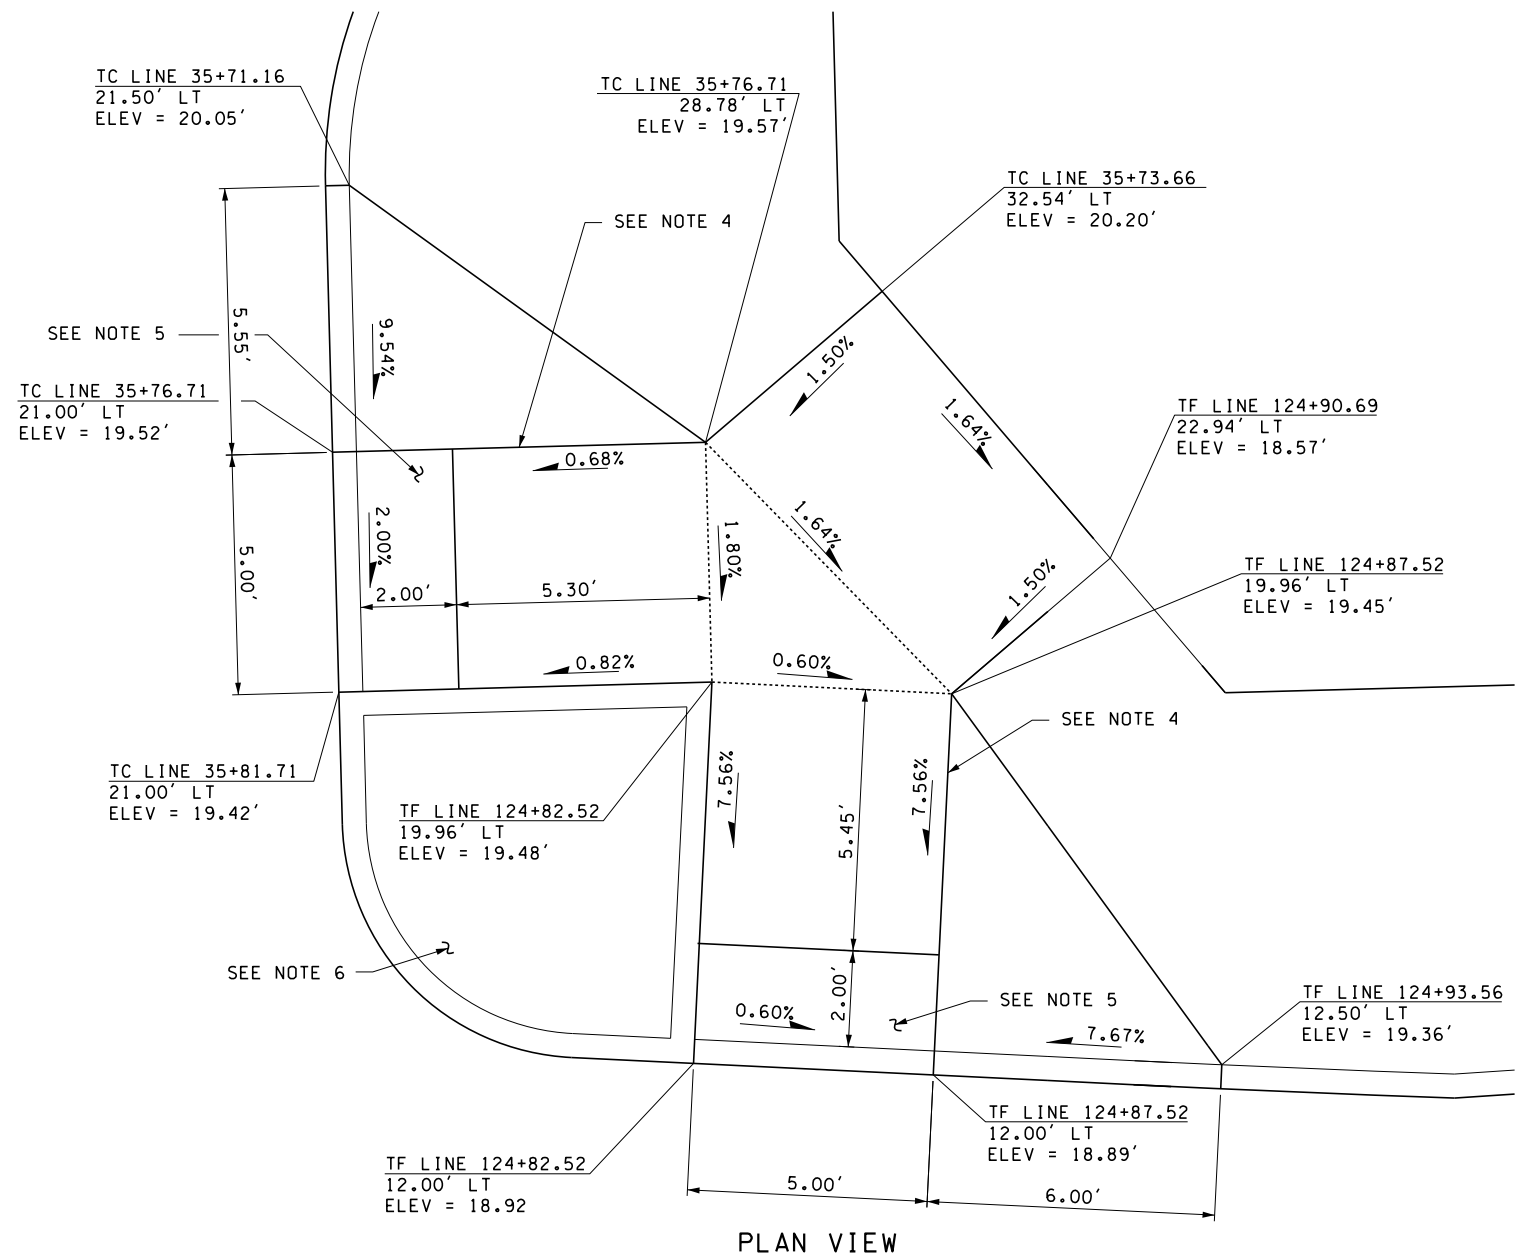 TC LINE 35+71.16
21.50' LT
ELEV = 20.05'
TC LINE 35+76.71
28.78' LT
ELEV = 19.57'
TC LINE 35+73.66
32.54' LT
ELEV = 20.20'
SEE NOTE 4
SEE NOTE 5
5.55'
9.54%
1.50%
TC LINE 35+76.71
21.00' LT
ELEV = 19.52'
1.64%
TF LINE 124+90.69
22.94' LT
ELEV = 18.57'
0.68%
5.00'
2.00%
1.80%
1.64%
2.00'
5.30'
1.50%
TF LINE 124+87.52
19.96' LT
ELEV = 19.45'
0.82%
0.60%
SEE NOTE 4
TC LINE 35+81.71
21.00' LT
ELEV = 19.42'
7.56%
7.56%
5.45'
TF LINE 124+82.52
19.96' LT
ELEV = 19.48'
SEE NOTE 6
2.00'
0.60%
SEE NOTE 5
7.67%
TF LINE 124+93.56
12.50' LT
ELEV = 19.36'
TF LINE 124+87.52
12.00' LT
ELEV = 18.89'
TF LINE 124+82.52
12.00' LT
ELEV = 18.92
5.00'
6.00'
PLAN VIEW